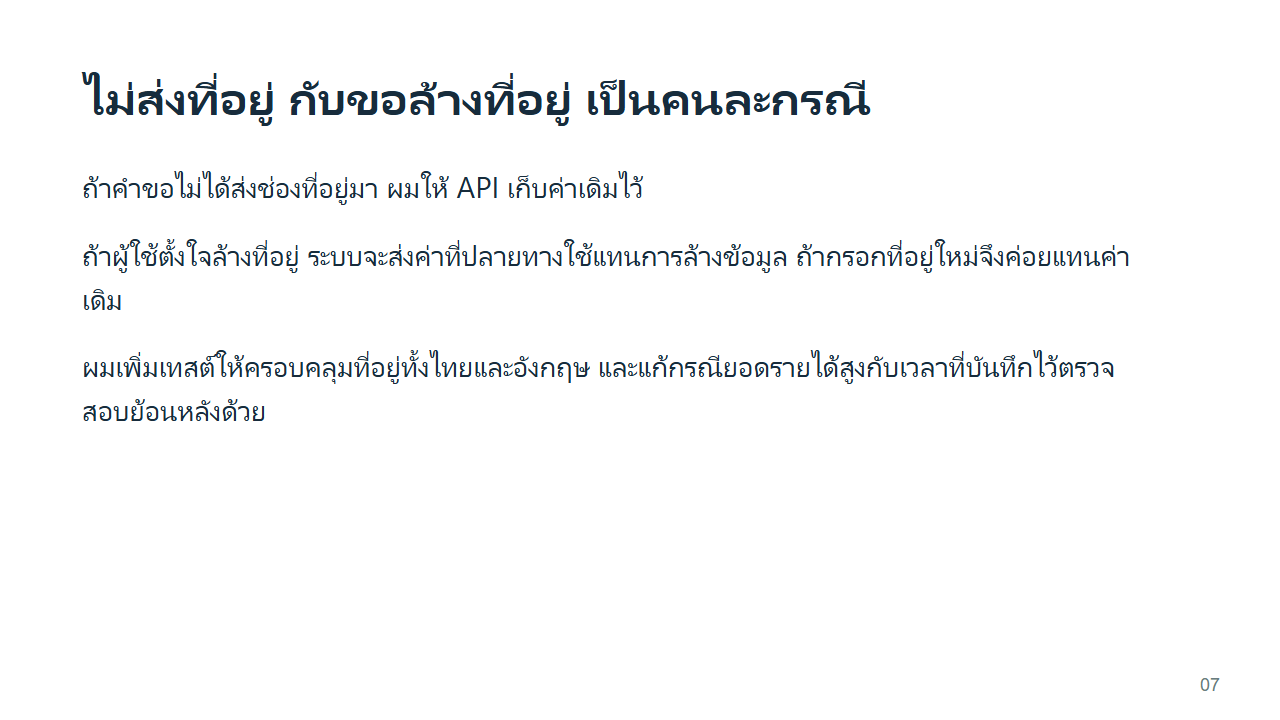 ไม่ส่งที่อยู่ กับขอล้างที่อยู่ เป็นคนละกรณี
ถ้าคำขอไม่ได้ส่งช่องที่อยู่มา ผมให้ API เก็บค่าเดิมไว้
ถ้าผู้ใช้ตั้งใจล้างที่อยู่ ระบบจะส่งค่าที่ปลายทางใช้แทนการล้างข้อมูล ถ้ากรอกที่อยู่ใหม่จึงค่อยแทนค่า
เดิม
ผมเพิ่มเทสต์ให้ครอบคลุมที่อยู่ทั้งไทยและอังกฤษ และแก้กรณียอดรายได้สูงกับเวลาที่บันทึกไว้ตรวจ
สอบย้อนหลังด้วย
07